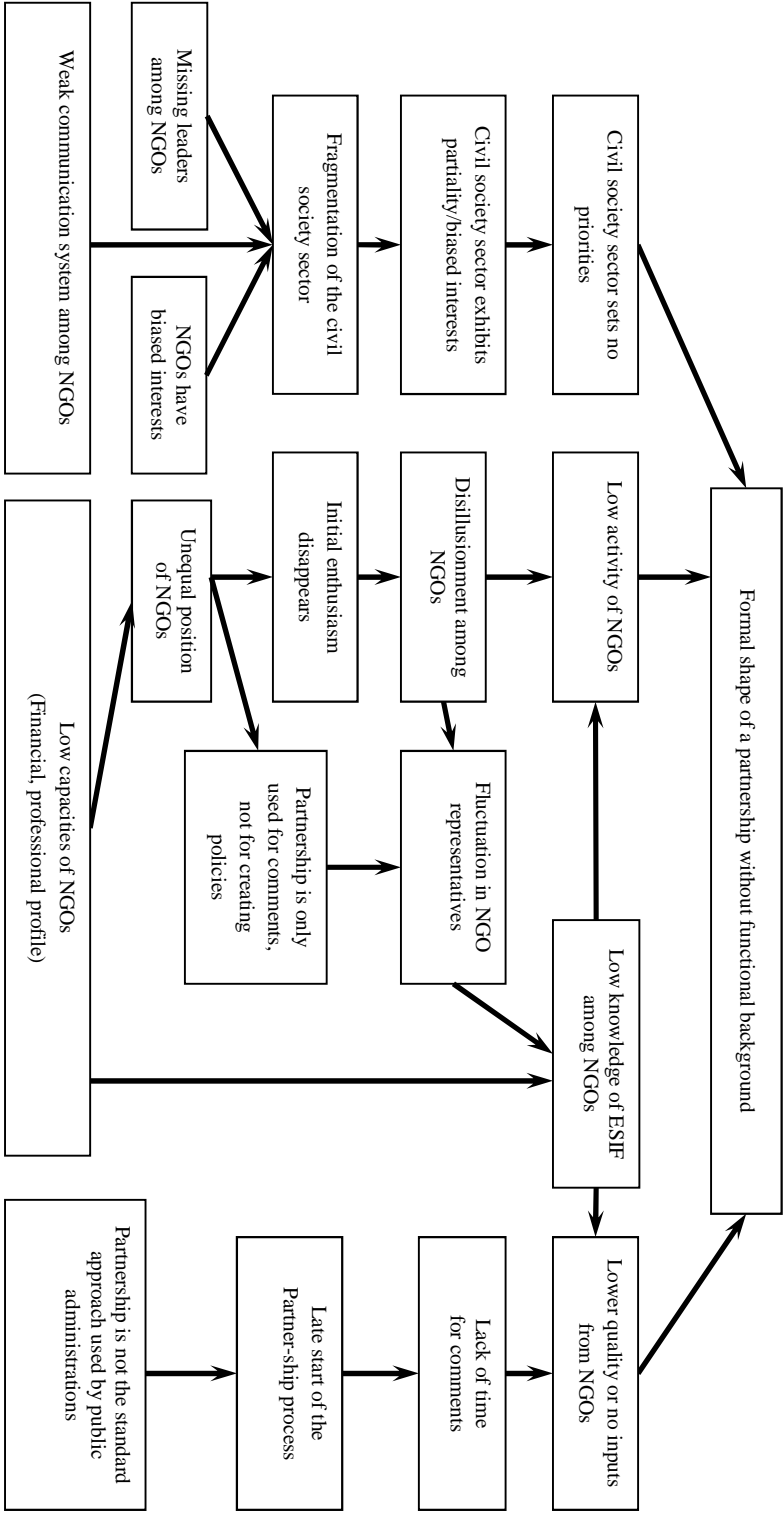 Formal shape of a partnership without functional background
Civil society sector sets no
priorities
Low activity of NGOs
Low knowledge of ESIF
among NGOs
Lower quality or no inputs
from NGOs
Civil society sector exhibits
partiality/biased interests
Disillusionment among
NGOs
Fluctuation in NGO
representatives
Lack of time
for comments
Fragmentation of the civil
society sector
Initial enthusiasm
disappears
Partnership is only
used for comments,
not for creating
policies
Late start of the
Partner-ship process
Missing leaders
among NGOs
NGOs have
biased interests
Unequal position
of NGOs
Partnership is not the standard
approach used by public
administrations
Weak communication system among NGOs
Low capacities of NGOs
(Financial, professional profile)